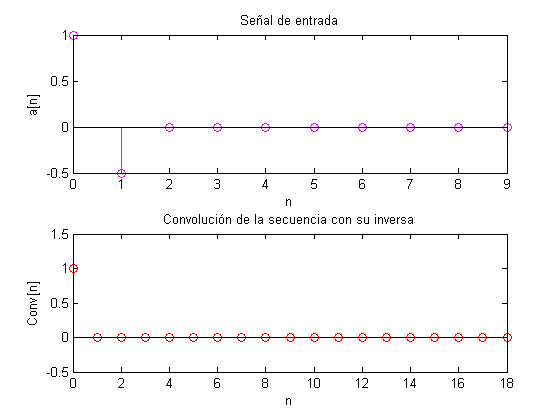 Señal de entrada
1
0.5
0
-0.5
a[n]
0 1 2 3 4 5 6 7 8 9
n
Convolución de la secuencia con su inversa
1.5
1
0.5
0
-0.5
Conv[n]
0 2 4 6 8 10 12 14 16 18
n